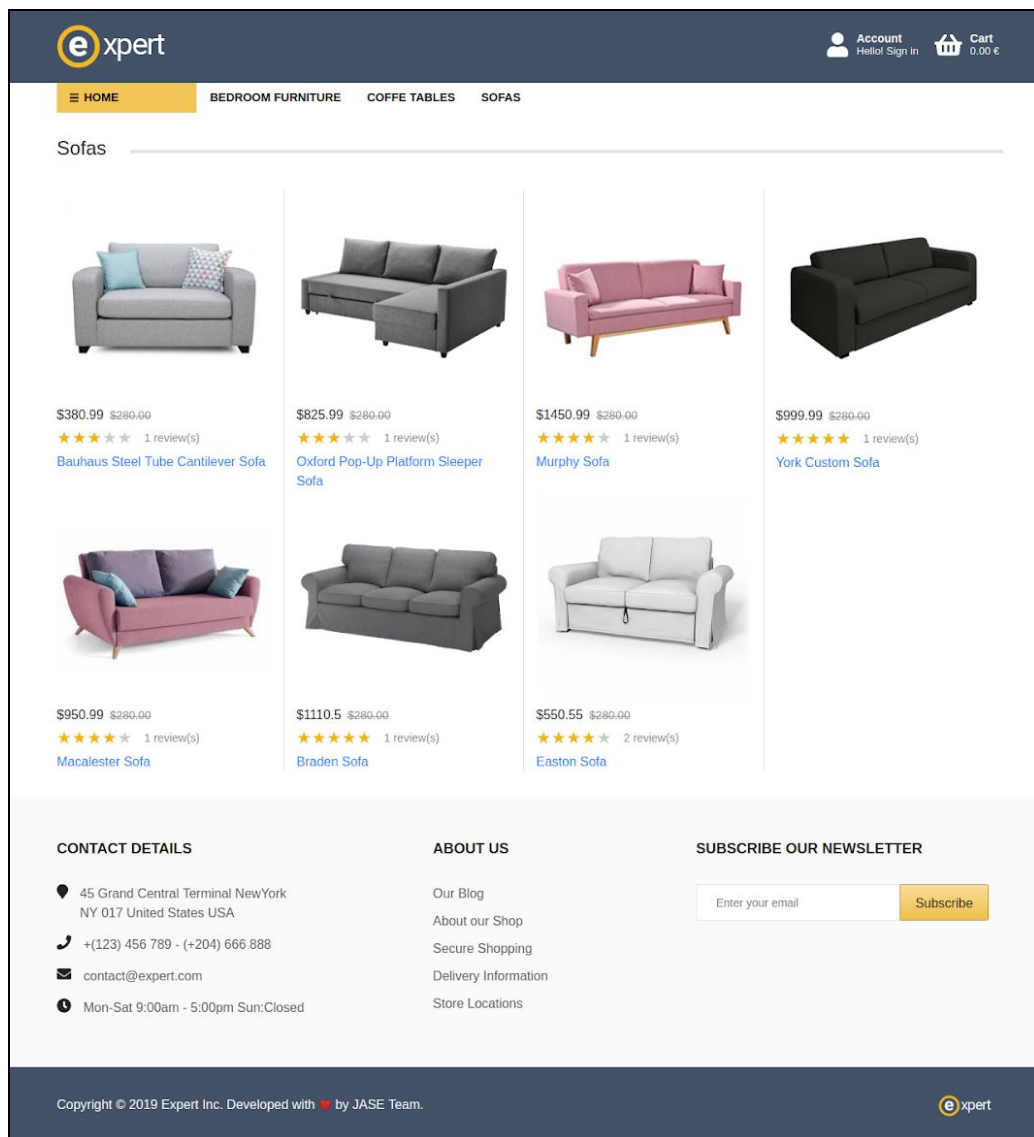 expert
Account
Hello! Sign in
Cart
0.00 €
HOME
BEDROOM FURNITURE
COFFE TABLES
SOFAS
Sofas
$380.99 $280.00
1 review(s)
Bauhaus Steel Tube Cantilever Sofa
$825.99 $280.00
1 review(s)
Oxford Pop-Up Platform Sleeper
Sofa
$1450.99 $280.00
1 review(s)
Murphy Sofa
$999.99 $280.00
1 review(s)
York Custom Sofa
$950.99 $280.00
1 review(s)
Macalester Sofa
$1110.5 $280.00
1 review(s)
Braden Sofa
$550.55 $280.00
2 review(s)
Easton Sofa
CONTACT DETAILS
45 Grand Central Terminal NewYork
NY 017 United States USA
+(123) 456 789 - (+204) 666 888
contact@expert.com
Mon-Sat 9:00am - 5:00pm Sun:Closed
ABOUT US
Our Blog
About our Shop
Secure Shopping
Delivery Information
Store Locations
SUBSCRIBE OUR NEWSLETTER
Enter your email
Subscribe
Copyright © 2019 Expert Inc. Developed with ❤ by JASE Team.
expert